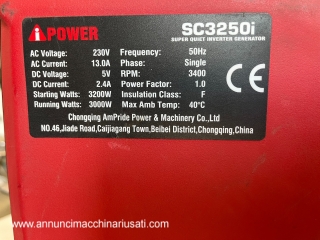 iPOWER SC3250i
SUPER QUIET INVERTER GENERATOR
AC Voltage: 230V Frequency: 50Hz
AC Current: 13.0A Phase: Single
DC Voltage: 5V RPM: 3400
DC Current: 2.4A Power Factor: 1.0
Starting Watts: 3200W Insulation Class: F
Running Watts: 3000W Max Amb Temp: 40°C
CE
Chongqing AmPride Power & Machinery Co.,Ltd
NO.46,Jiade Road,Caijiagang Town,Beibei District,Chongqing,China
www.annuncimacchinariusati.com